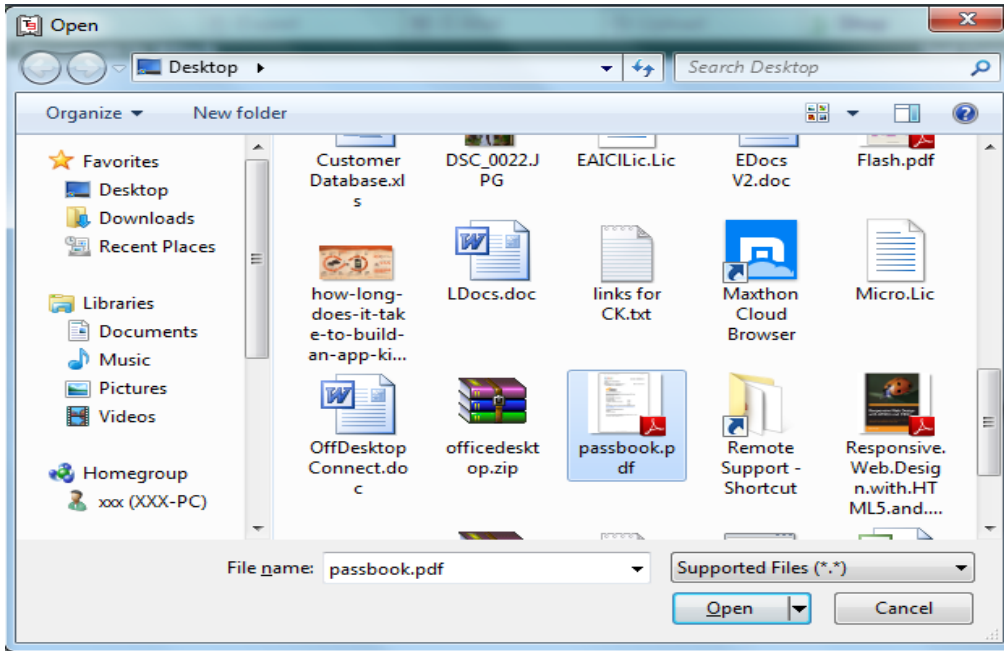 Open
Desktop
Search Desktop
Organize
New folder
Favorites
Desktop
Downloads
Recent Places
Libraries
Documents
Music
Pictures
Videos
Homegroup
xxx (XXX-PC)
Customer
Database.xl
s
DSC_0022.J
PG
EAICILic.Lic
EDocs
V2.doc
Flash.pdf
how-long-
does-it-tak
e-to-build-
an-app-ki...
LDocs.doc
links for
CK.txt
Maxthon
Cloud
Browser
Micro.Lic
OffDesktop
Connect.do
c
officedeskt
op.zip
passbook.p
df
Remote
Support -
Shortcut
Responsive.
Web.Desig
n.with.HT
ML5.and....
File name:
passbook.pdf
Supported Files (*.*)
Open
Cancel